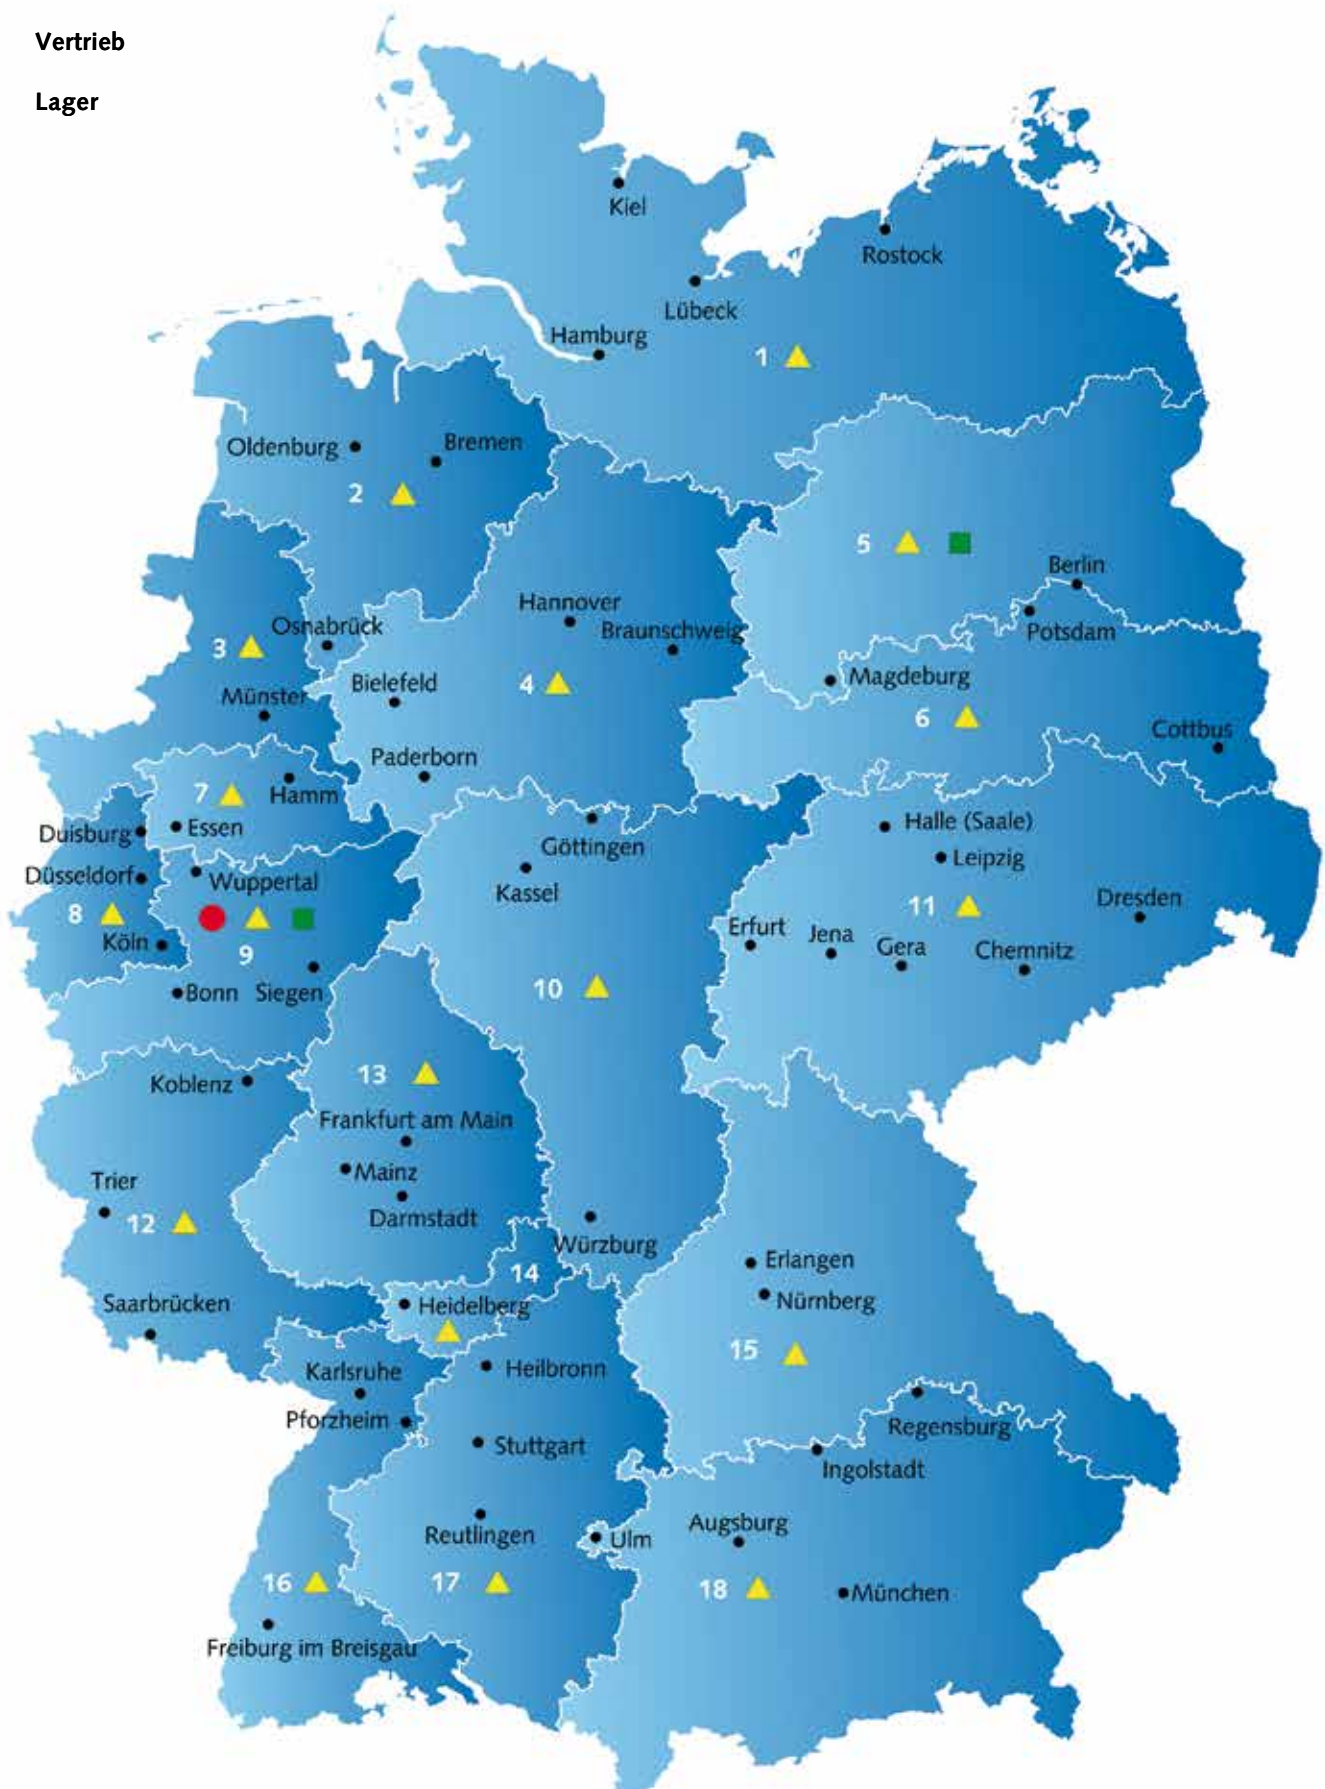 Vertrieb
Lager
Kiel
Rostock
Lübeck
Hamburg
1
Oldenburg
Bremen
2
5
Berlin
Hannover
Osnabrück
Braunschweig
Potsdam
3
Bielefeld
4
Magdeburg
Münster
6
Cottbus
Paderborn
7
Hamm
Duisburg
Essen
Göttingen
Halle (Saale)
Leipzig
Düsseldorf
Wuppertal
Kassel
Dresden
8
11
Erfurt
Jena
Köln
Gera
Chemnitz
9
10
Bonn
Siegen
13
Koblenz
Frankfurt am Main
Mainz
Trier
12
Darmstadt
Würzburg
Erlangen
14
Saarbrücken
Heidelberg
Nürnberg
15
Karlsruhe
Heilbronn
Pforzheim
Regensburg
Stuttgart
Ingolstadt
Augsburg
Reutlingen
Ulm
16
17
18
München
Freiburg im Breisgau